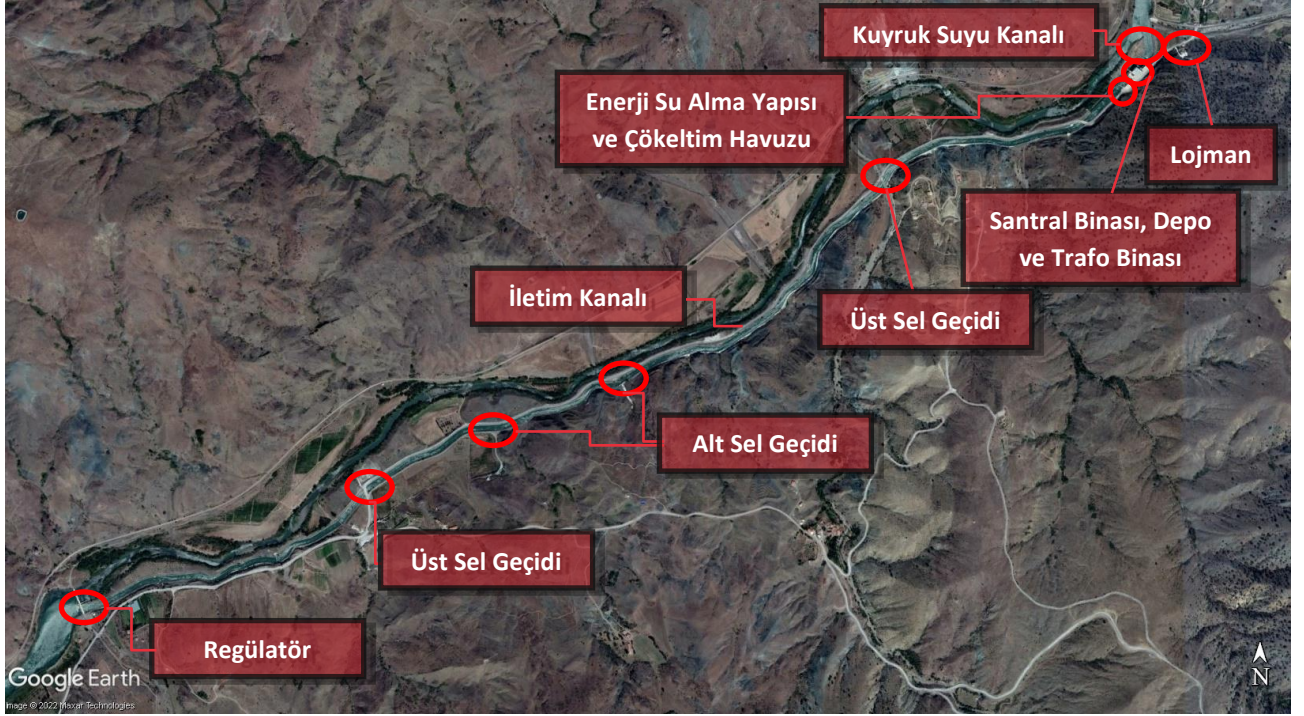 Kuyruk Suyu Kanalı
Enerji Su Alma Yapısı
ve Çökeltim Havuzu
Lojman
Santral Binası, Depo
ve Trafo Binası
İletim Kanalı
Üst Sel Geçidi
Alt Sel Geçidi
Üst Sel Geçidi
Regülatör
Google Earth
Image © 2022 Maxar Technologies
N